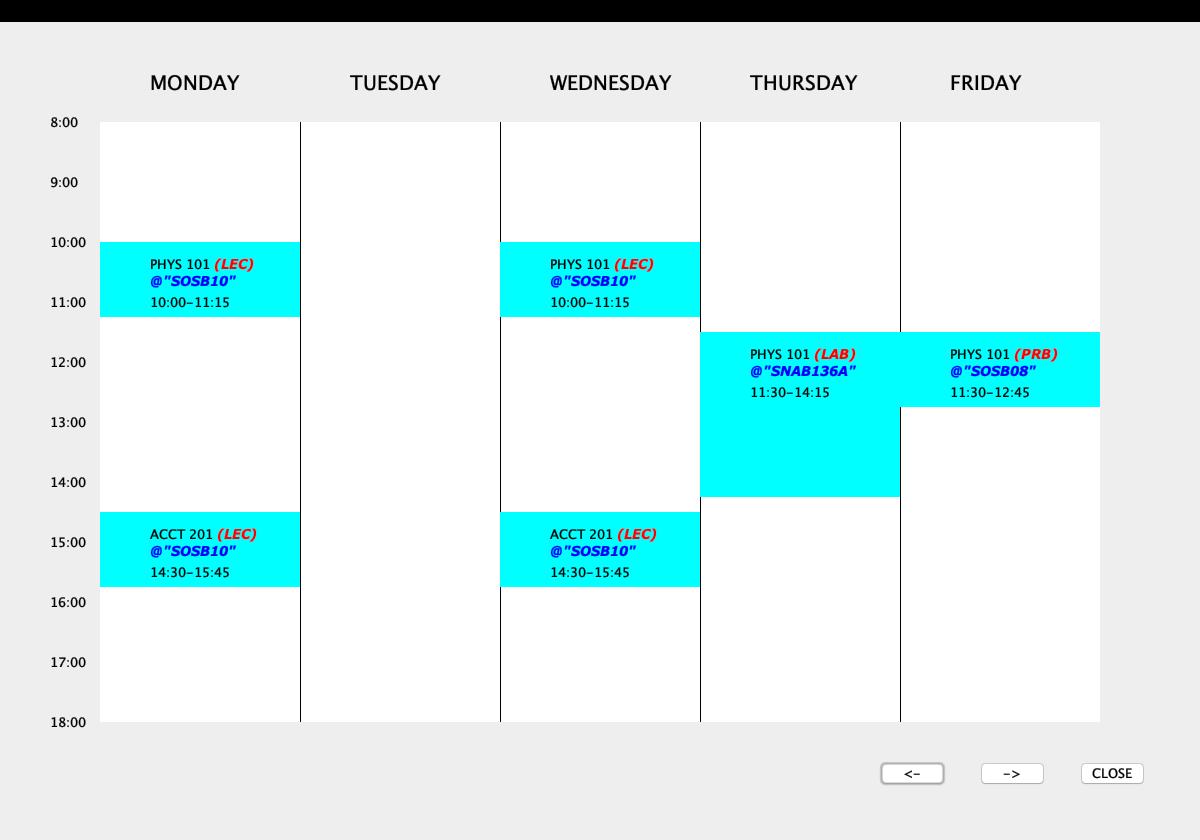 MONDAY TUESDAY WEDNESDAY THURSDAY FRIDAY
8:00
9:00
10:00
PHYS 101 (LEC) PHYS 101 (LEC)
@"SOSB10" @"SOSB10"
11:00 10:00-11:15 10:00-11:15
12:00 PHYS 101 (LAB) PHYS 101 (PRB)
@"SNAB136A" @"SOSB08"
11:30-14:15 11:30-12:45
13:00
14:00
ACCT 201 (LEC) ACCT 201 (LEC)
15:00
@"SOSB10" @"SOSB10"
14:30-15:45 14:30-15:45
16:00
17:00
18:00
<- -> CLOSE